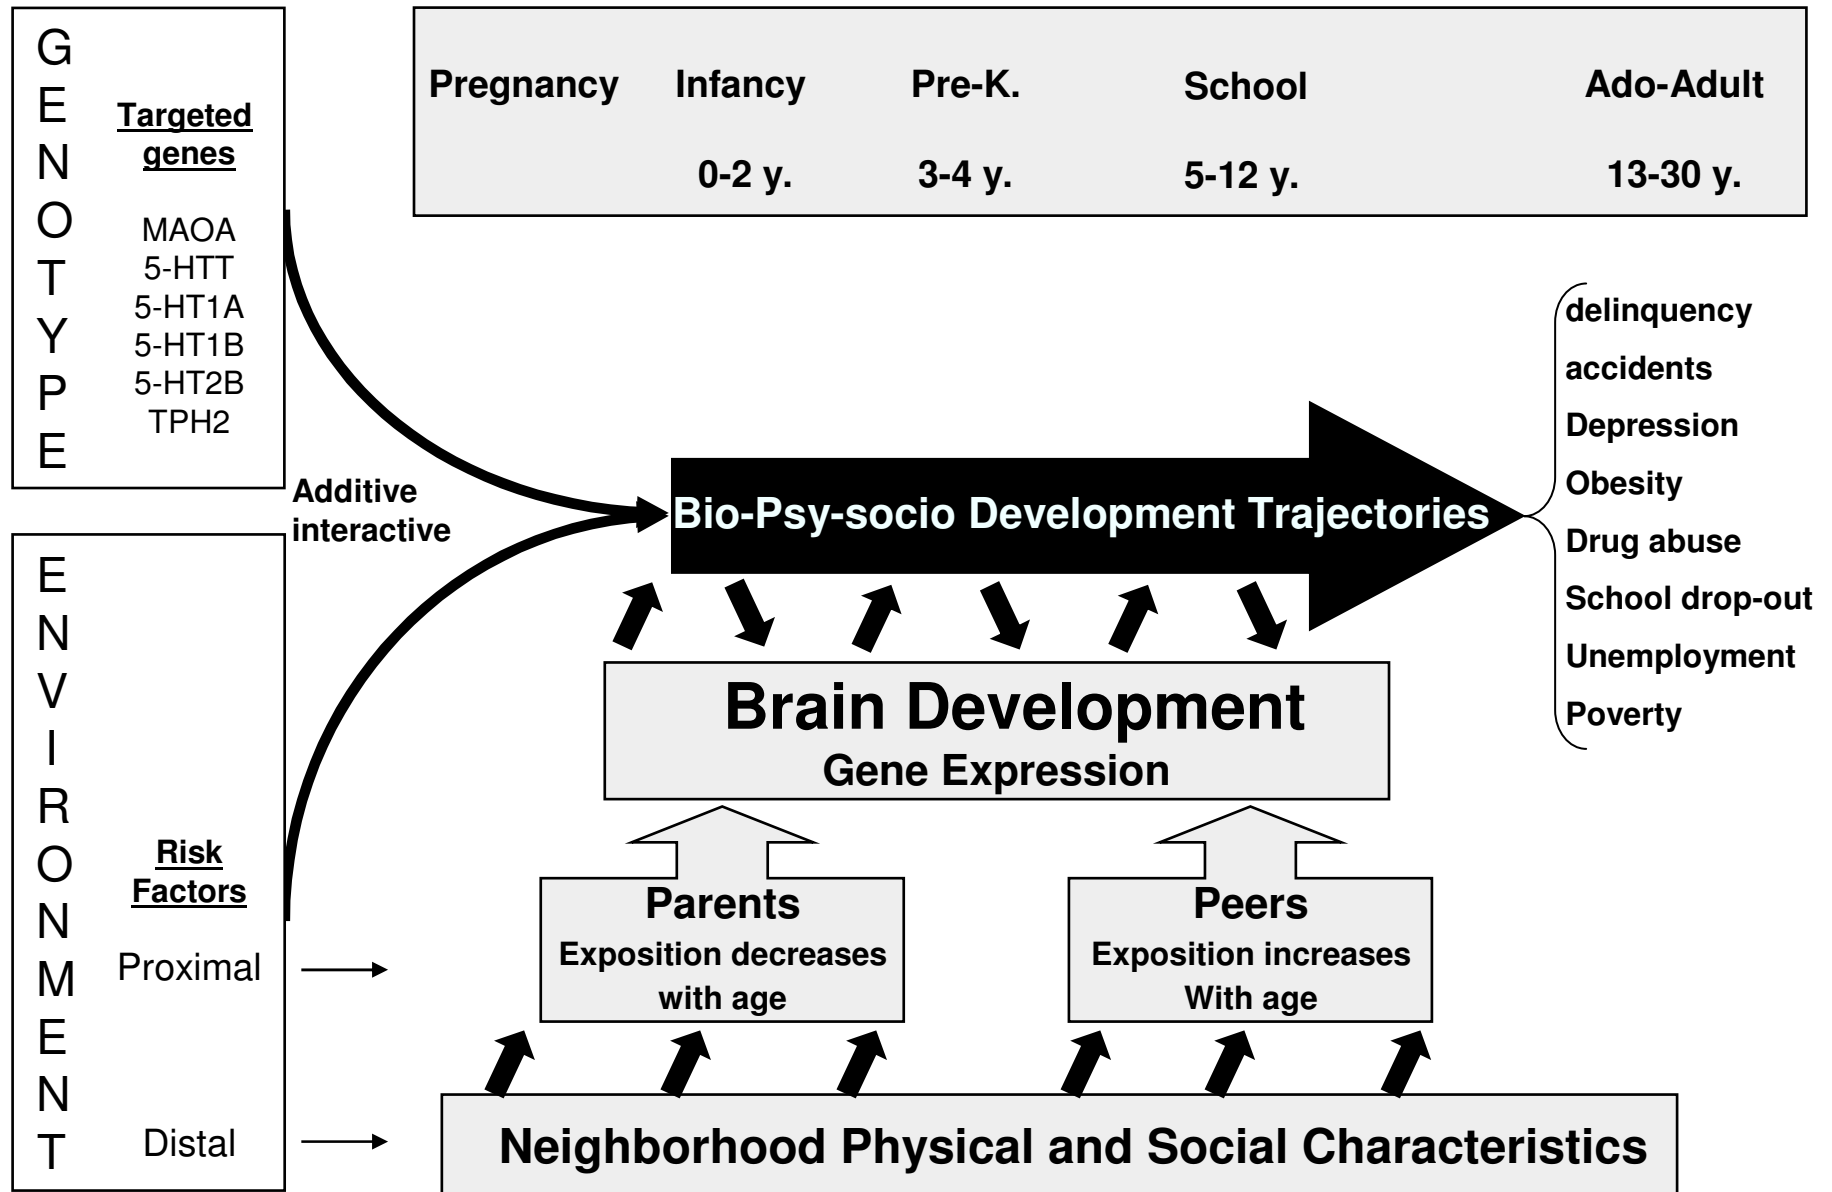 GENOTYPE
Targeted
genes
MAOA
5-HTT
5-HT1A
5-HT1B
5-HT2B
TPH2
Pregnancy Infancy Pre-K. School Ado-Adult
0-2 y. 3-4 y. 5-12 y. 13-30 y.
Additive
interactive
Bio-Psy-socio Development Trajectories
delinquency
accidents
Depression
Obesity
Drug abuse
School drop-out
Unemployment
Poverty
ENVIRONMENT
Risk
Factors
Proximal
Distal
Brain Development
Gene Expression
Parents
Exposition decreases
with age
Peers
Exposition increases
With age
Neighborhood Physical and Social Characteristics